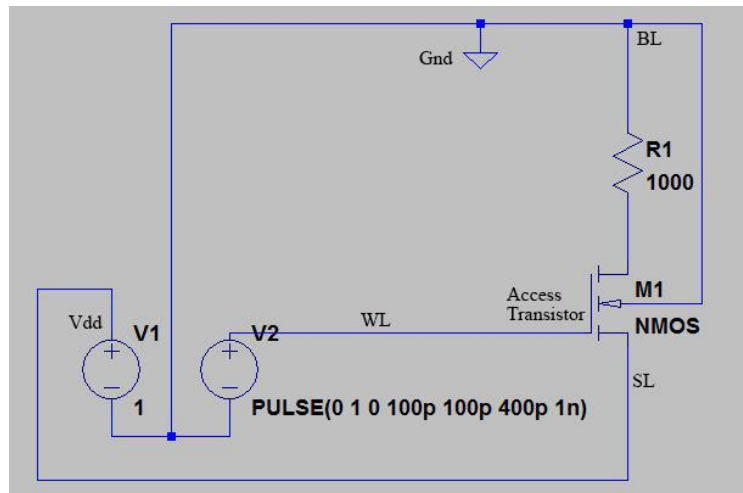 BL
Gnd
R1
1000
Access
Transistor
M1
NMOS
Vdd
V1
V2
WL
SL
1
PULSE(0 1 0 100p 100p 400p 1n)